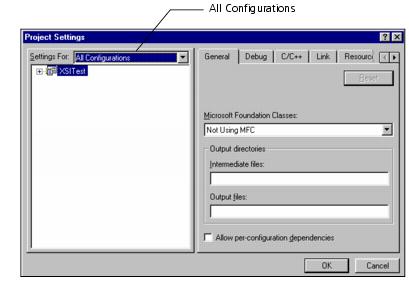 All Configurations
Project Settings
Settings For: All Configurations
XSITest
General Debug C/C++ Link Resourc
Reset
Microsoft Foundation Classes:
Not Using MFC
Output directories
Intermediate files:
Output files:
Allow per-configuration dependencies
OK Cancel